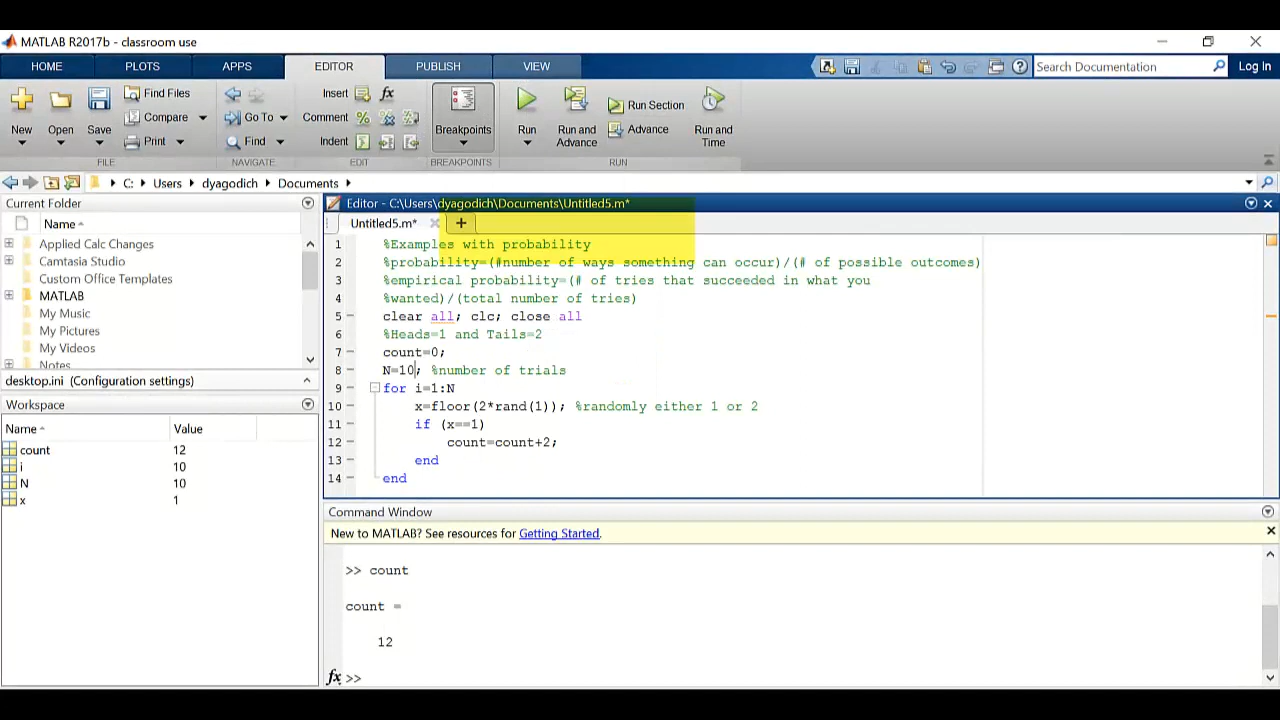 MATLAB R2017b - classroom use
HOME PLOTS APPS EDITOR PUBLISH VIEW Search Documentation Log In
New Open Save Find Files Compare Print Go To Find Insert Comment Indent Breakpoints Run Run and Advance Run Section Advance Run and Time
FILE NAVIGATE EDIT BREAKPOINTS RUN
C: Users dyagodich Documents
Current Folder
Name
Applied Calc Changes
Camtasia Studio
Custom Office Templates
MATLAB
My Music
My Pictures
My Videos
Notes
desktop.ini (Configuration settings)
Workspace
Name Value
count 12
i 10
N 10
x 1
Editor - C:\Users\dyagodich\Documents\Untitled5.m*
Untitled5.m*
1 %Examples with probability
2 %probability=(#number of ways something can occur)/(# of possible outcomes)
3 %empirical probability=(# of tries that succeeded in what you
4 %wanted)/(total number of tries)
5 clear all; clc; close all
6 %Heads=1 and Tails=2
7 count=0;
8 N=10; %number of trials
9 for i=1:N
10 x=floor(2*rand(1)); %randomly either 1 or 2
11 if (x==1)
12 count=count+2;
13 end
14 end
Command Window
New to MATLAB? See resources for Getting Started.
>> count
count =
12
fx >>